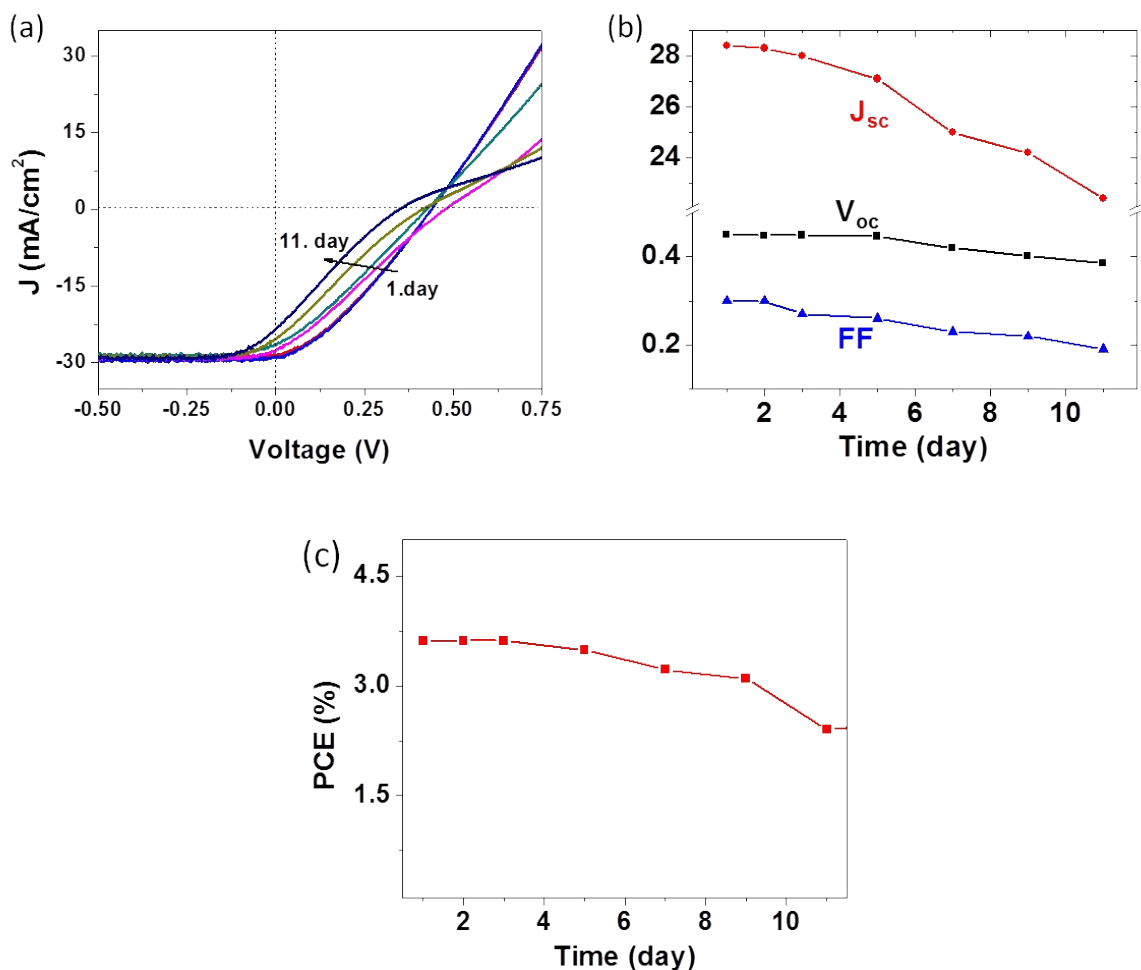 (a)
30
15
0
-15
-30
J (mA/cm²)
11. day
1.day
-0.50 -0.25 0.00 0.25 0.50 0.75
Voltage (V)
(b)
28
26
24
0.4
0.2
J_sc
V_oc
FF
2 4 6 8 10
Time (day)
(c)
4.5
3.0
1.5
PCE (%)
2 4 6 8 10
Time (day)